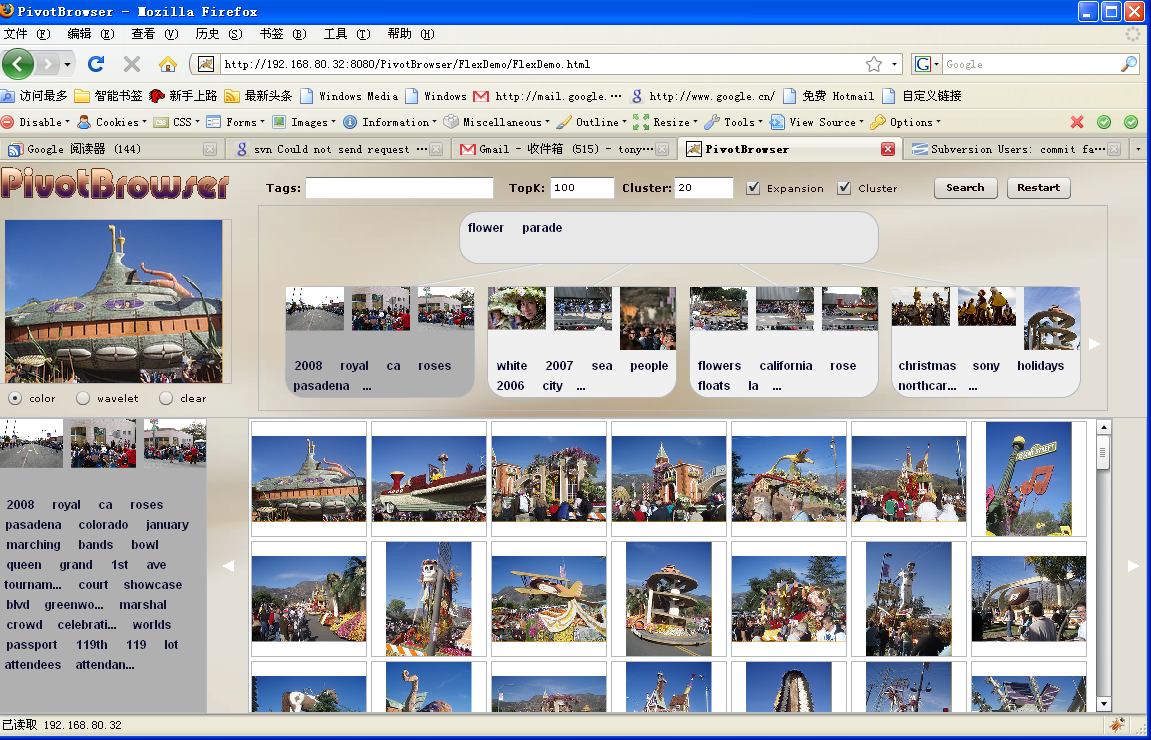 PivotBrowser - Mozilla Firefox
文件 (F) 编辑 (E) 查看 (V) 历史 (S) 书签 (B) 工具 (T) 帮助 (H)
http://192.168.80.32:8080/PivotBrowser/FlexDemo/FlexDemo.html G Google
访问最多 智能书签 新手上路 最新头条 Windows Media Windows http://mail.google.··· http://www.google.cn/ 免费 Hotmail 自定义链接
Disable Cookies CSS Forms Images Information Miscellaneous Outline Resize Tools View Source Options
Google 阅读器 (144) svn Could not send request ··· Gmail - 收件箱 (515) - tony··· PivotBrowser Subversion Users: commit fa···
PivotBrowser
Tags: TopK: 100 Cluster: 20 Expansion Cluster Search Restart
flower parade
2008 royal ca roses
pasadena ...
white 2007 sea people
2006 city ...
flowers california rose
floats la ...
christmas sony holidays
northcar... ...
color wavelet clear
2008 royal ca roses
pasadena colorado january
marching bands bowl
queen grand 1st ave
tournam... court showcase
blvd greenwo... marshal
crowd celebrati... worlds
passport 119th 119 lot
attendees attendan...
已读取 192.168.80.32